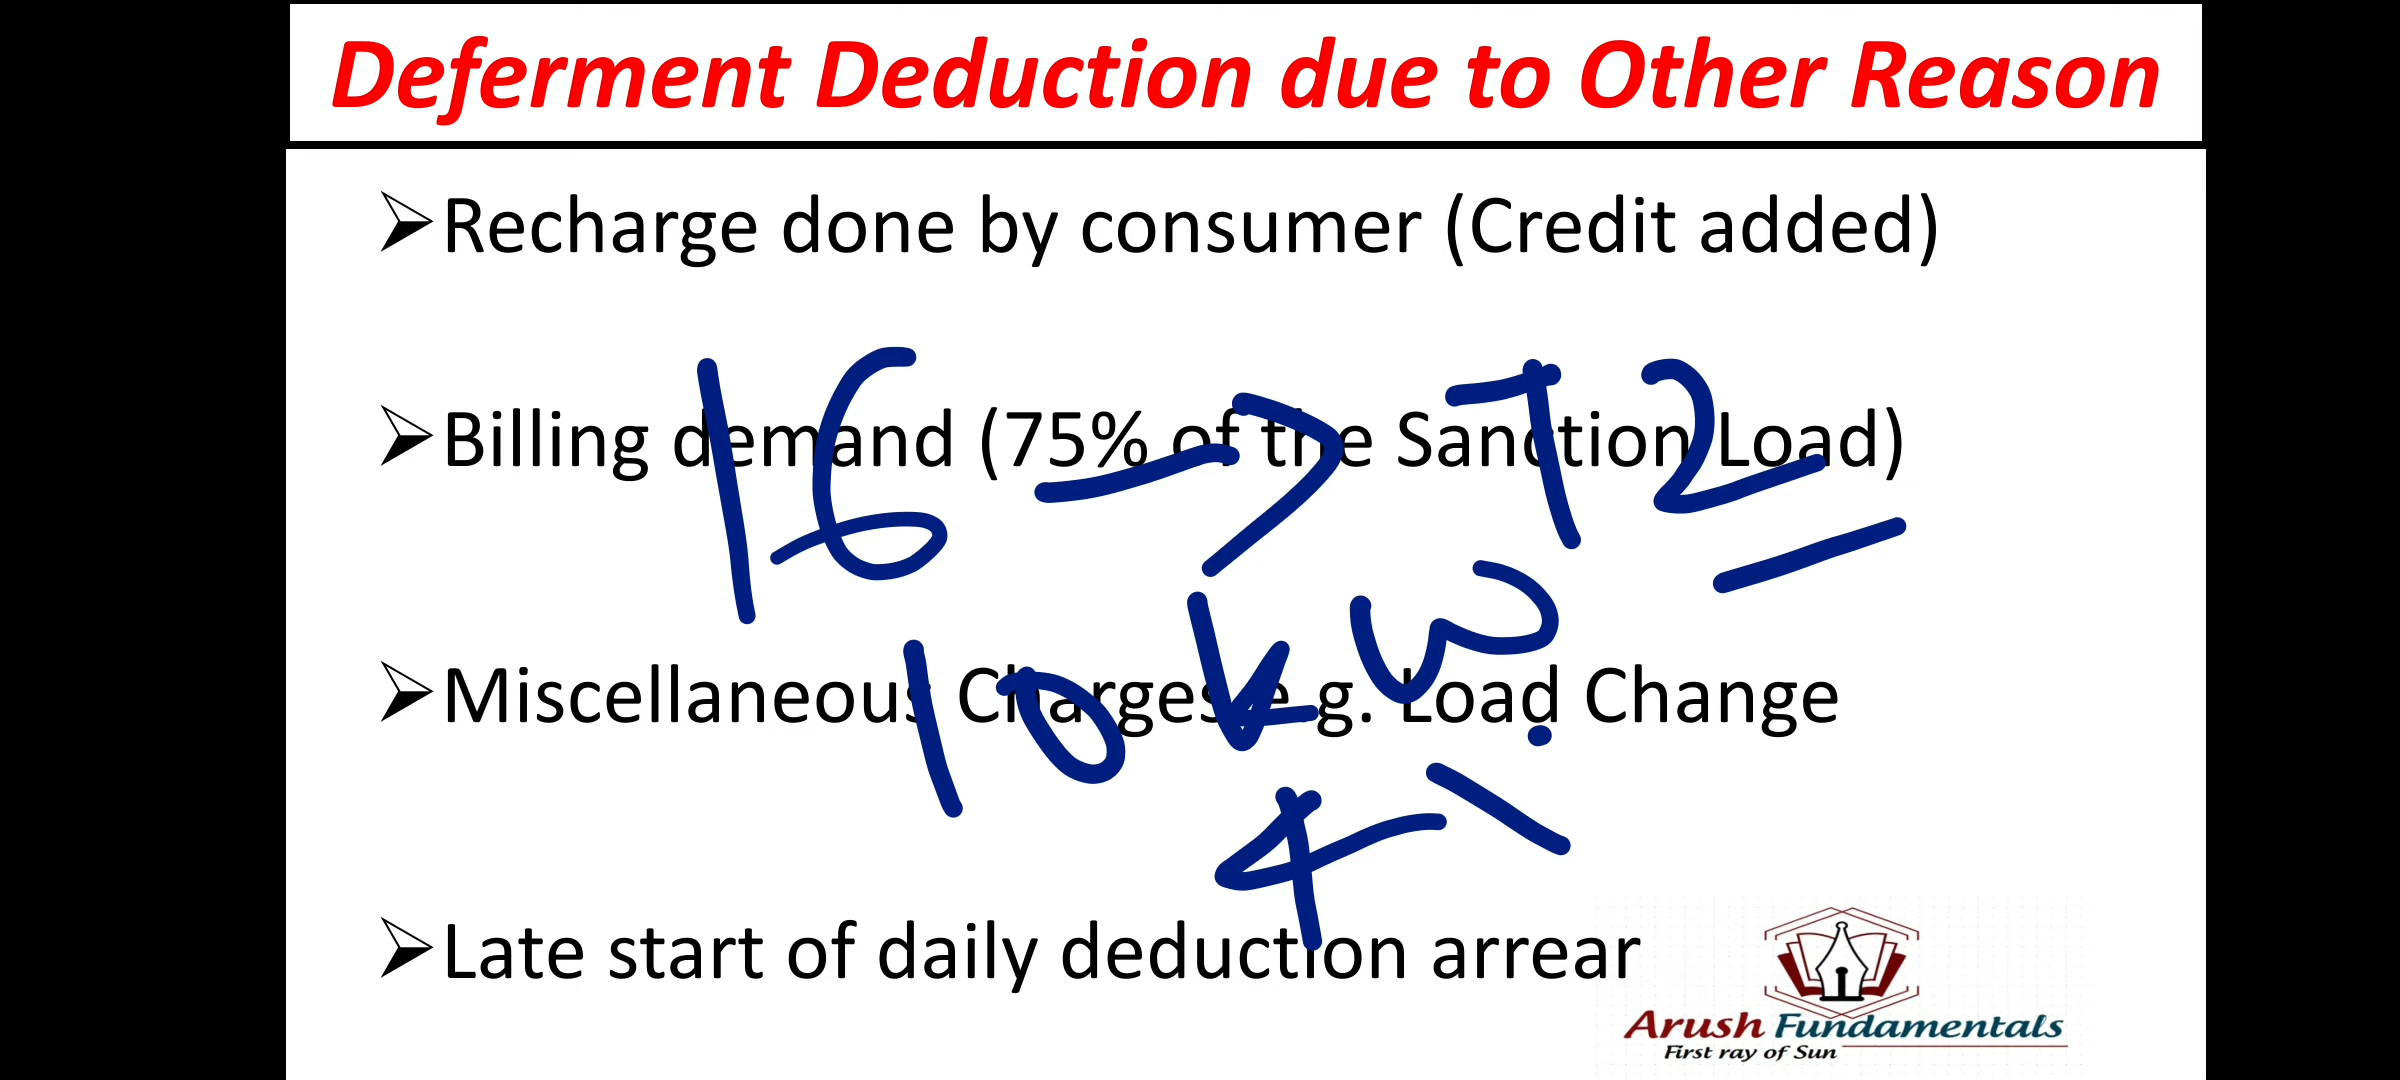 Deferment Deduction due to Other Reason
➢Recharge done by consumer (Credit added)
➢Billing demand (75% of the Sanction Load)
16 → 72
➢Miscellaneous Charges e.g. Load Change
10 kw
4
➢Late start of daily deduction arrear
Arush Fundamentals
First ray of Sun